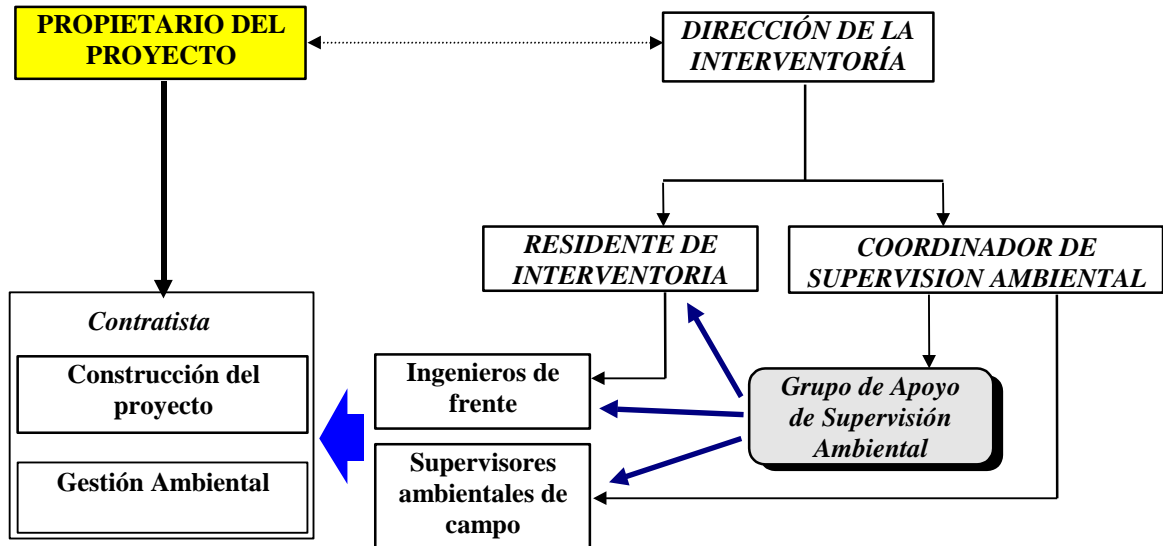 PROPIETARIO DEL
PROYECTO
DIRECCIÓN DE LA
INTERVENTORÍA
RESIDENTE DE
INTERVENTORIA
COORDINADOR DE
SUPERVISION AMBIENTAL
Contratista
Construcción del
proyecto
Gestión Ambiental
Ingenieros de
frente
Supervisores
ambientales de
campo
Grupo de Apoyo
de Supervisión
Ambiental